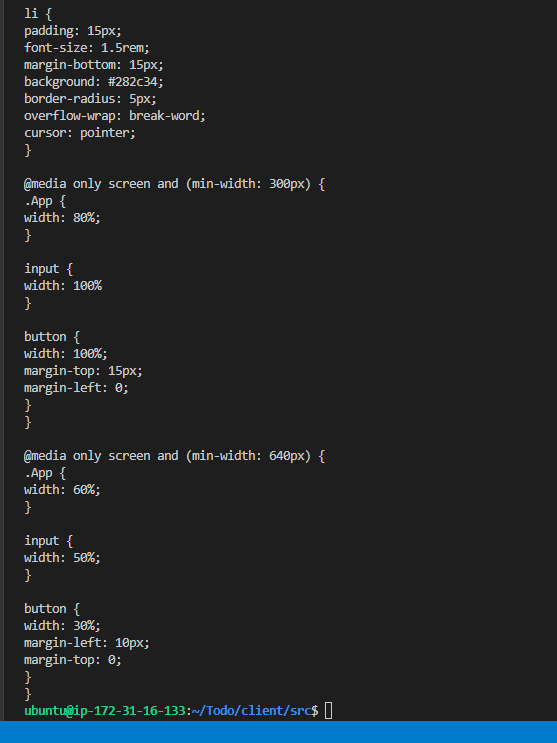 li {
padding: 15px;
font-size: 1.5rem;
margin-bottom: 15px;
background: #282c34;
border-radius: 5px;
overflow-wrap: break-word;
cursor: pointer;
}

@media only screen and (min-width: 300px) {
.App {
width: 80%;
}

input {
width: 100%
}

button {
width: 100%;
margin-top: 15px;
margin-left: 0;
}
}

@media only screen and (min-width: 640px) {
.App {
width: 60%;
}

input {
width: 50%;
}

button {
width: 30%;
margin-left: 10px;
margin-top: 0;
}
}
ubuntu@ip-172-31-16-133:~/Todo/client/src$